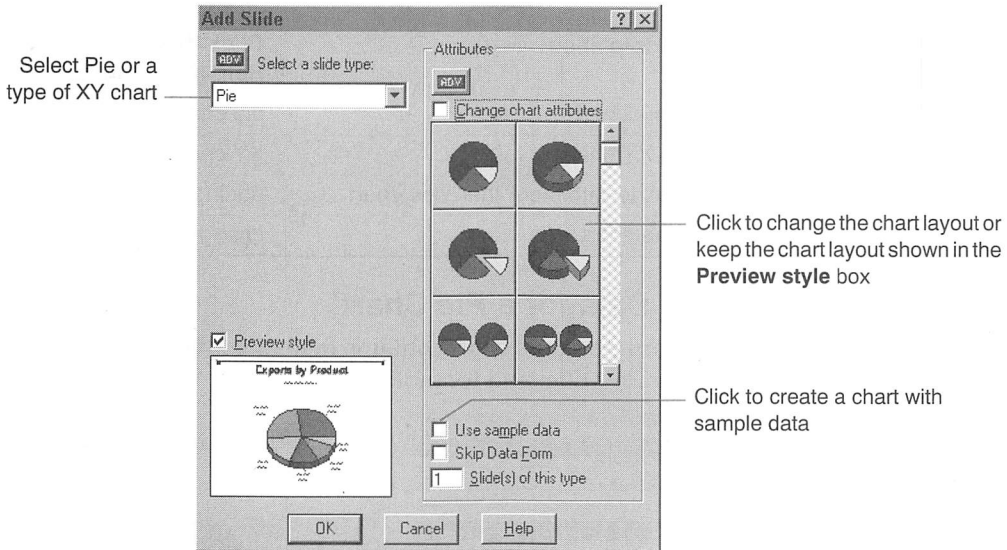 Add Slide
? ×
Select Pie or a
type of XY chart
ADV
Select a slide type:
Pie
Attributes
ADV
Change chart attributes
Click to change the chart layout or
keep the chart layout shown in the
Preview style box
Preview style
Exports by Product
Click to create a chart with
sample data
Use sample data
Skip Data Form
1 Slide(s) of this type
OK
Cancel
Help